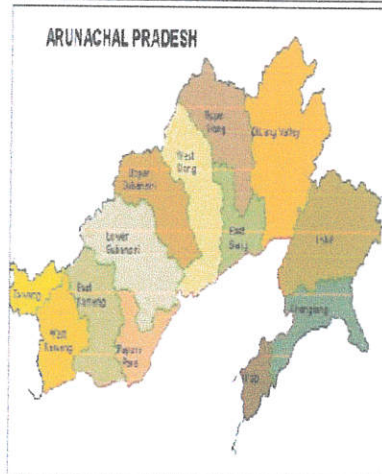 ARUNACHAL PRADESH
Upper
Siang
Dibang Valley
West
Siang
Upper
Subansiri
Lower
Subansiri
East
Siang
Lohit
Changlang
Tawang
East
Kameng
West
Kameng
Papum
Pare